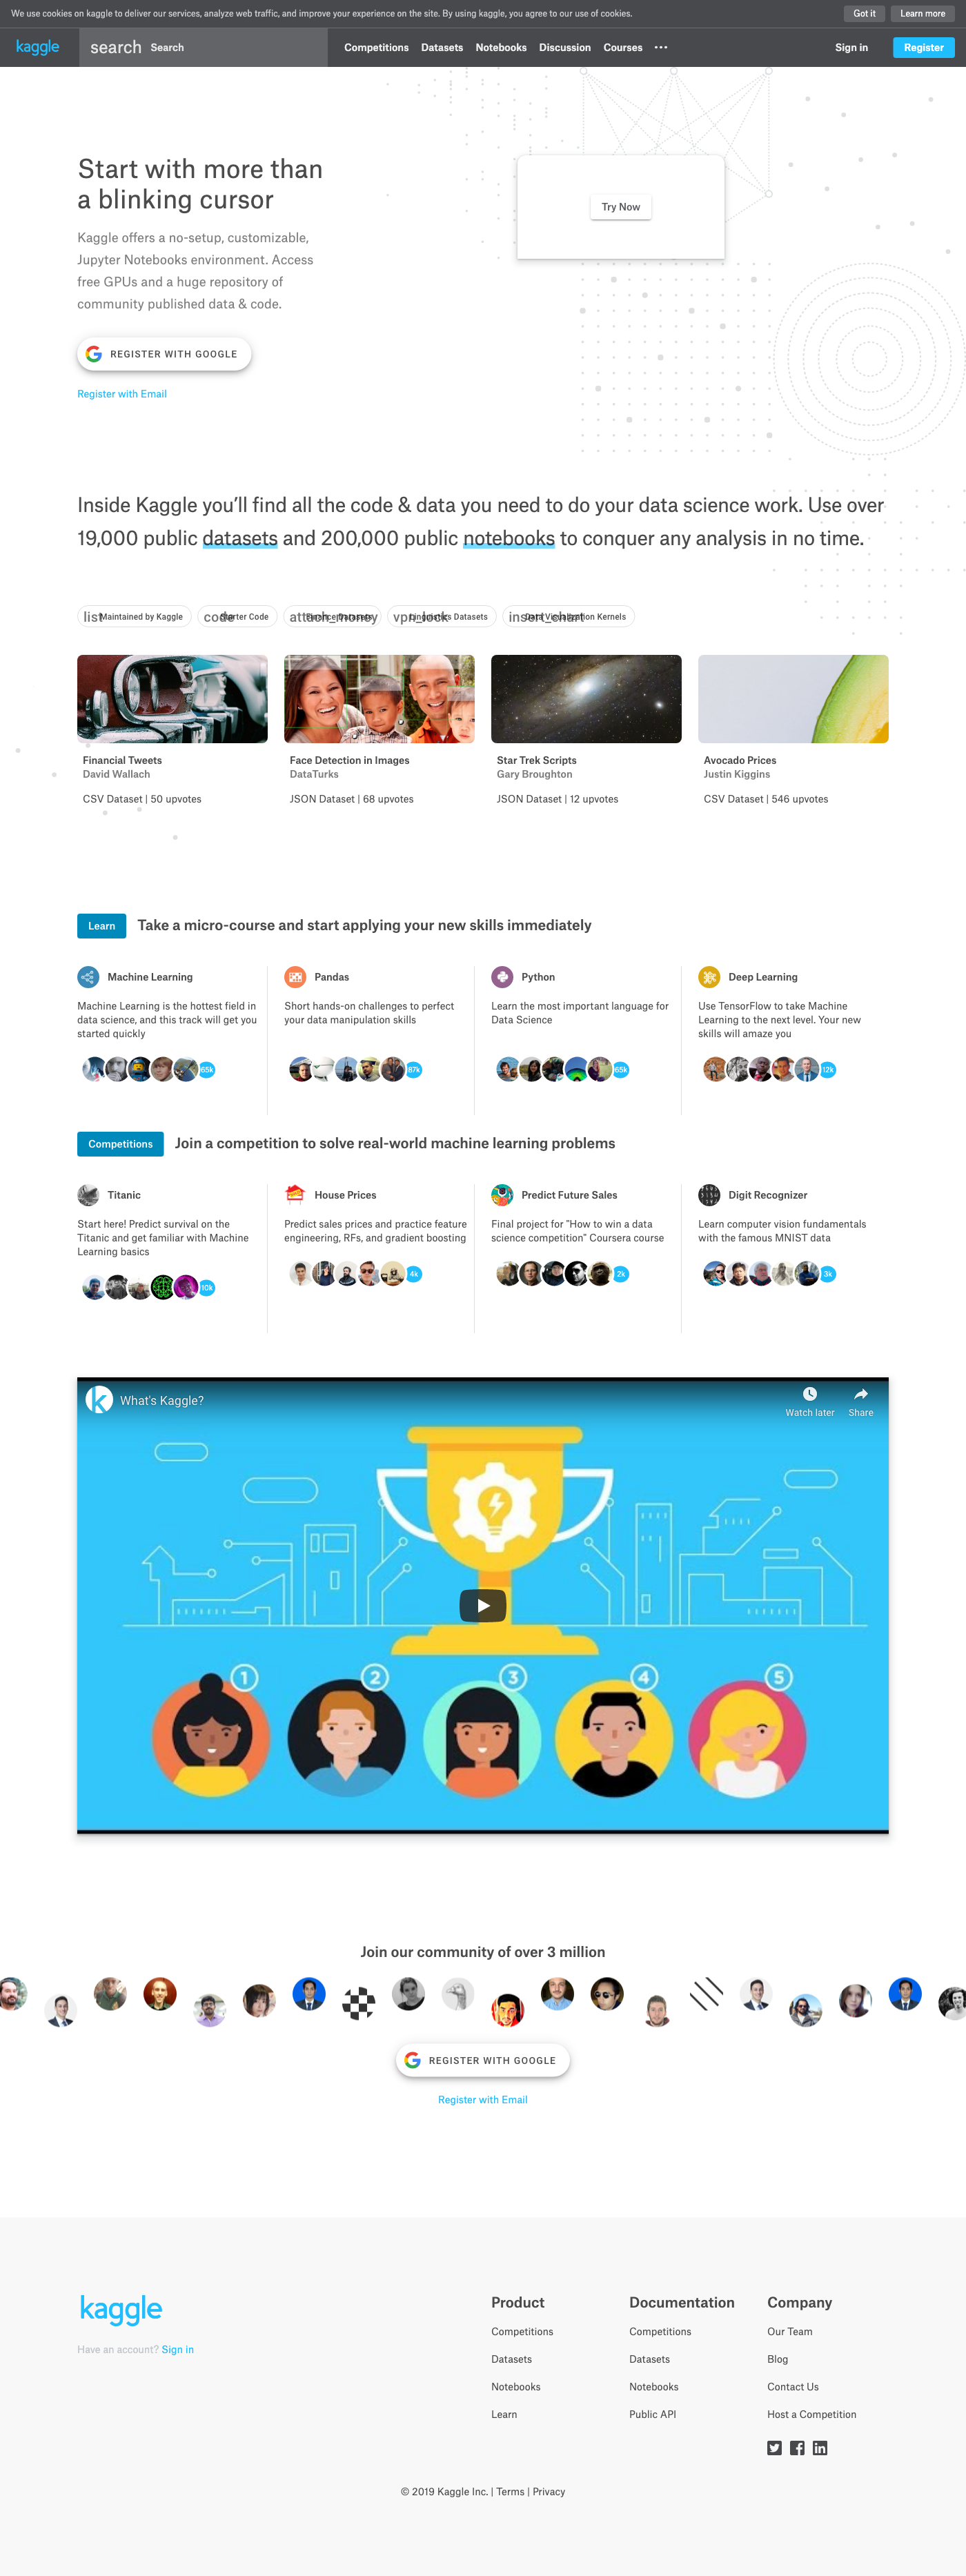 We use cookies on kaggle to deliver our services, analyze web traffic, and improve your experience on the site. By using kaggle, you agree to our use of cookies.
Got it
Learn more
kaggle
search
Search
Competitions
Datasets
Notebooks
Discussion
Courses
Sign in
Register
Start with more than
a blinking cursor
Kaggle offers a no-setup, customizable,
Jupyter Notebooks environment. Access
free GPUs and a huge repository of
community published data & code.
Try Now
REGISTER WITH GOOGLE
Register with Email
Inside Kaggle you’ll find all the code & data you need to do your data science work. Use over
19,000 public datasets and 200,000 public notebooks to conquer any analysis in no time.
list
Maintained by Kaggle
code
Starter Code
attach_money
Finance Datasets
vpn_lock
Linguistics Datasets
insert_chart
Data Visualization Kernels
Financial Tweets
David Wallach
CSV Dataset | 50 upvotes
Face Detection in Images
DataTurks
JSON Dataset | 68 upvotes
Star Trek Scripts
Gary Broughton
JSON Dataset | 12 upvotes
Avocado Prices
Justin Kiggins
CSV Dataset | 546 upvotes
Learn
Take a micro-course and start applying your new skills immediately
Machine Learning
Machine Learning is the hottest field in
data science, and this track will get you
started quickly
65k
Pandas
Short hands-on challenges to perfect
your data manipulation skills
87k
Python
Learn the most important language for
Data Science
65k
Deep Learning
Use TensorFlow to take Machine
Learning to the next level. Your new
skills will amaze you
12k
Competitions
Join a competition to solve real-world machine learning problems
Titanic
Start here! Predict survival on the
Titanic and get familiar with Machine
Learning basics
10k
House Prices
Predict sales prices and practice feature
engineering, RFs, and gradient boosting
4k
Predict Future Sales
Final project for "How to win a data
science competition" Coursera course
2k
Digit Recognizer
Learn computer vision fundamentals
with the famous MNIST data
3k
What's Kaggle?
Watch later
Share
1
2
3
4
5
Join our community of over 3 million
REGISTER WITH GOOGLE
Register with Email
kaggle
Have an account? Sign in
Product
Competitions
Datasets
Notebooks
Learn
Documentation
Competitions
Datasets
Notebooks
Public API
Company
Our Team
Blog
Contact Us
Host a Competition
© 2019 Kaggle Inc. | Terms | Privacy